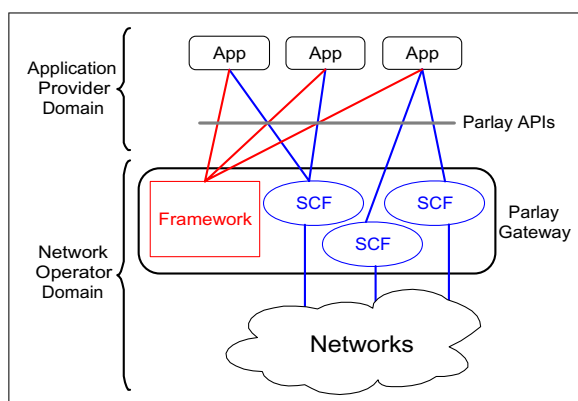 App
App
App
Application
Provider
Domain
Parlay APIs
Framework
SCF
SCF
SCF
Parlay
Gateway
Network
Operator
Domain
Networks